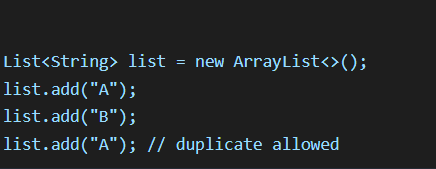 List<String> list = new ArrayList<>();
list.add("A");
list.add("B");
list.add("A"); // duplicate allowed